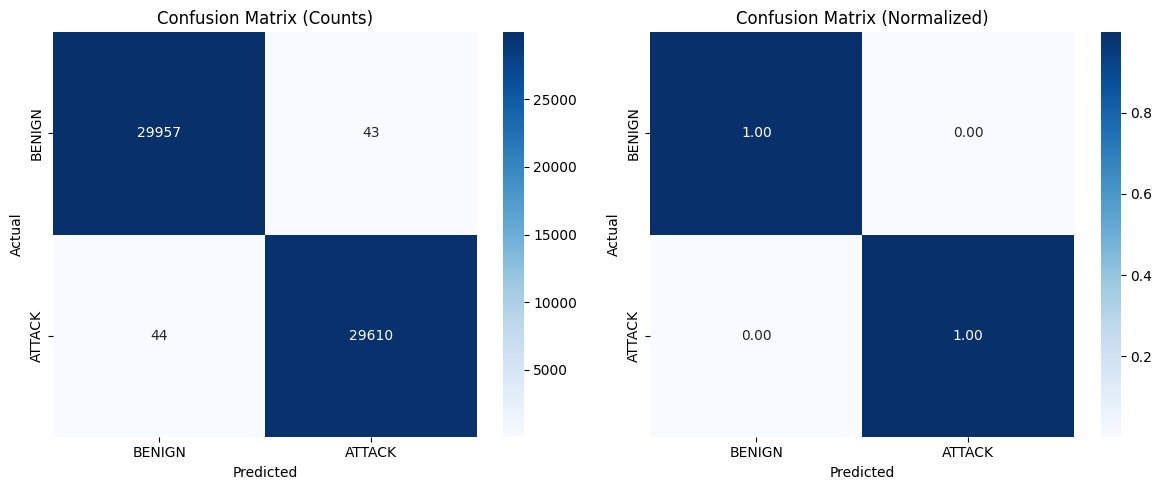 Confusion Matrix (Counts)
BENIGN
ATTACK
Actual
29957 43
44 29610
BENIGN ATTACK
Predicted
25000
20000
15000
10000
5000
Confusion Matrix (Normalized)
BENIGN
ATTACK
Actual
1.00 0.00
0.00 1.00
BENIGN ATTACK
Predicted
0.8
0.6
0.4
0.2